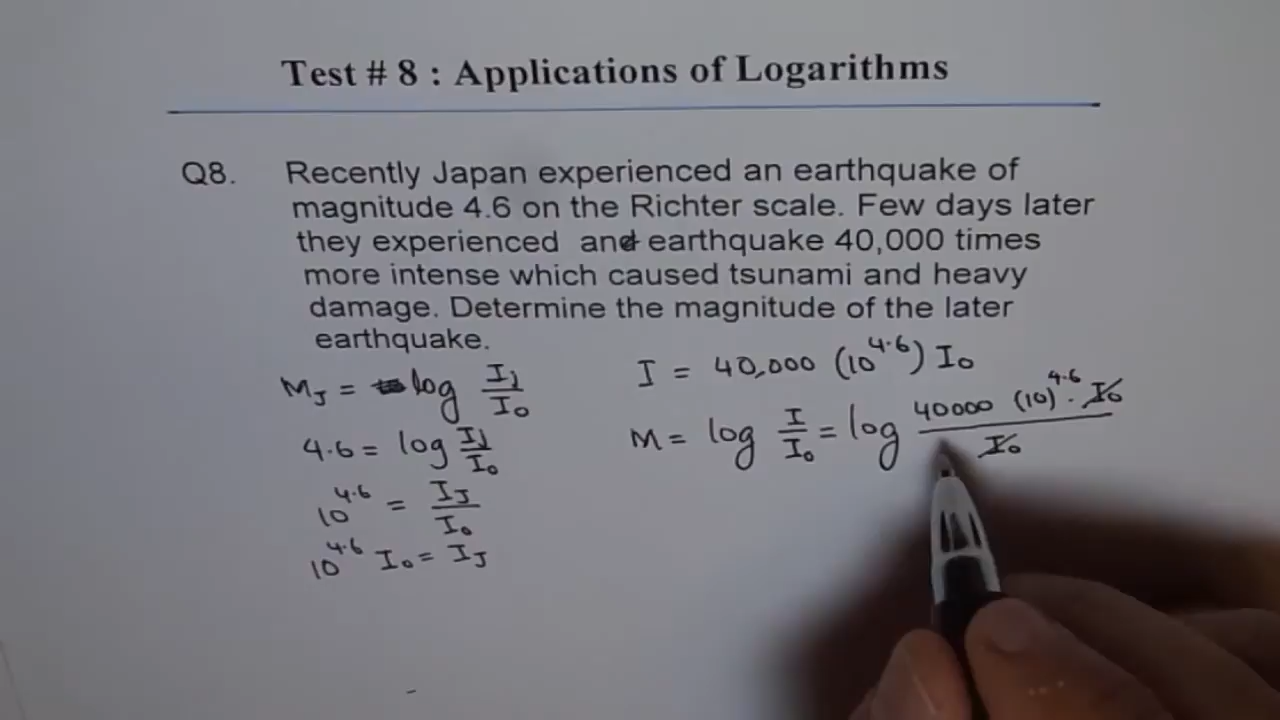 Test # 8 : Applications of Logarithms
Q8. Recently Japan experienced an earthquake of
magnitude 4.6 on the Richter scale. Few days later
they experienced and earthquake 40,000 times
more intense which caused tsunami and heavy
damage. Determine the magnitude of the later
earthquake.
M_J = log I_J/I_0
4.6 = log I_J/I_0
10^4.6 = I_J/I_0
10^4.6 I_0 = I_J
I = 40,000 (10^4.6) I_0
M = log I/I_0 = log 40000 (10)^4.6 · I_0/I_0